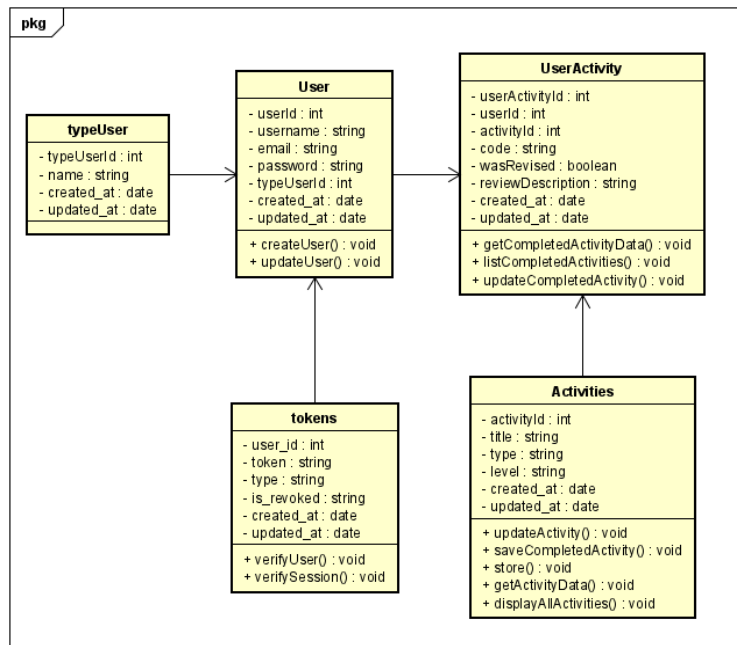 pkg
typeUser
- typeUserId : int
- name : string
- created_at : date
- updated_at : date
User
- userId : int
- username : string
- email : string
- password : string
- typeUserId : int
- created_at : date
- updated_at : date
+ createUser() : void
+ updateUser() : void
UserActivity
- userActivityId : int
- userId : int
- activityId : int
- code : string
- wasRevised : boolean
- reviewDescription : string
- created_at : date
- updated_at : date
+ getCompletedActivityData() : void
+ listCompletedActivities() : void
+ updateCompletedActivity() : void
tokens
- user_id : int
- token : string
- type : string
- is_revoked : string
- created_at : date
- updated_at : date
+ verifyUser() : void
+ verifySession() : void
Activities
- activityId : int
- title : string
- type : string
- level : string
- created_at : date
- updated_at : date
+ updateActivity() : void
+ saveCompletedActivity() : void
+ store() : void
+ getActivityData() : void
+ displayAllActivities() : void